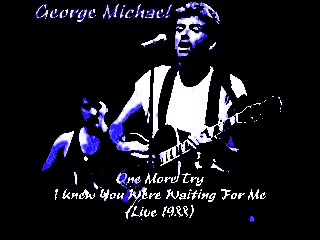 George Michael
One More Try
I knew You Were Waiting For Me
(Live 1988)